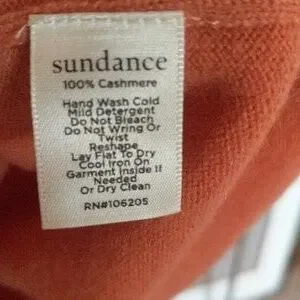 sundance
100% Cashmere
Hand Wash Cold
Mild Detergent
Do Not Bleach
Do Not Wring Or
Twist
Reshape
Lay Flat To Dry
Cool Iron On
Garment Inside If
Needed
Or Dry Clean
RN#106205